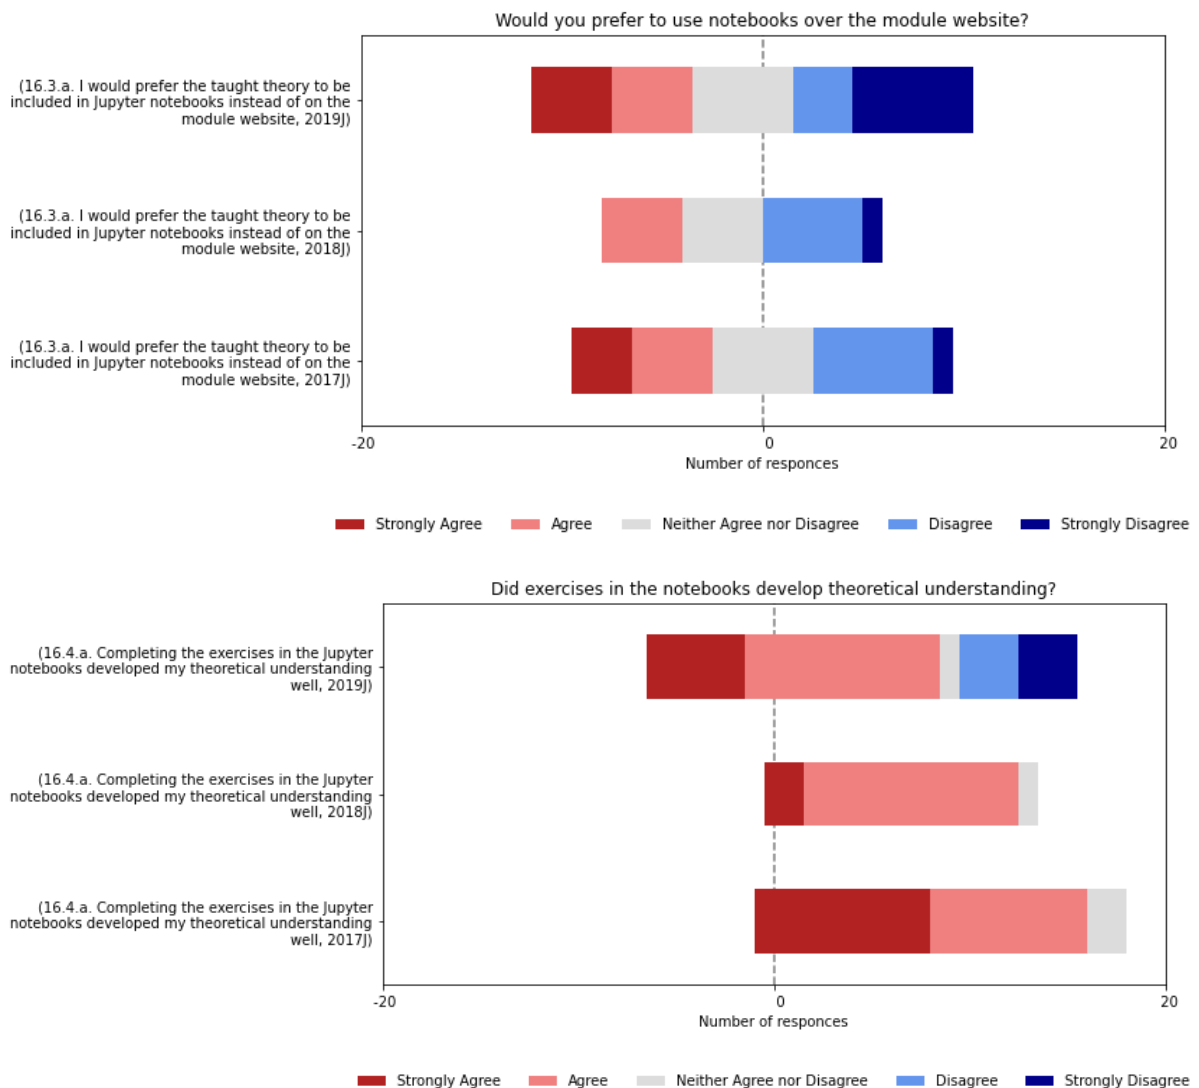 Would you prefer to use notebooks over the module website?
(16.3.a. I would prefer the taught theory to be
included in Jupyter notebooks instead of on the
module website, 2019J)
(16.3.a. I would prefer the taught theory to be
included in Jupyter notebooks instead of on the
module website, 2018J)
(16.3.a. I would prefer the taught theory to be
included in Jupyter notebooks instead of on the
module website, 2017J)
-20 0 20
Number of responces
Strongly Agree Agree Neither Agree nor Disagree Disagree Strongly Disagree
Did exercises in the notebooks develop theoretical understanding?
(16.4.a. Completing the exercises in the Jupyter
notebooks developed my theoretical understanding
well, 2019J)
(16.4.a. Completing the exercises in the Jupyter
notebooks developed my theoretical understanding
well, 2018J)
(16.4.a. Completing the exercises in the Jupyter
notebooks developed my theoretical understanding
well, 2017J)
-20 0 20
Number of responces
Strongly Agree Agree Neither Agree nor Disagree Disagree Strongly Disagree